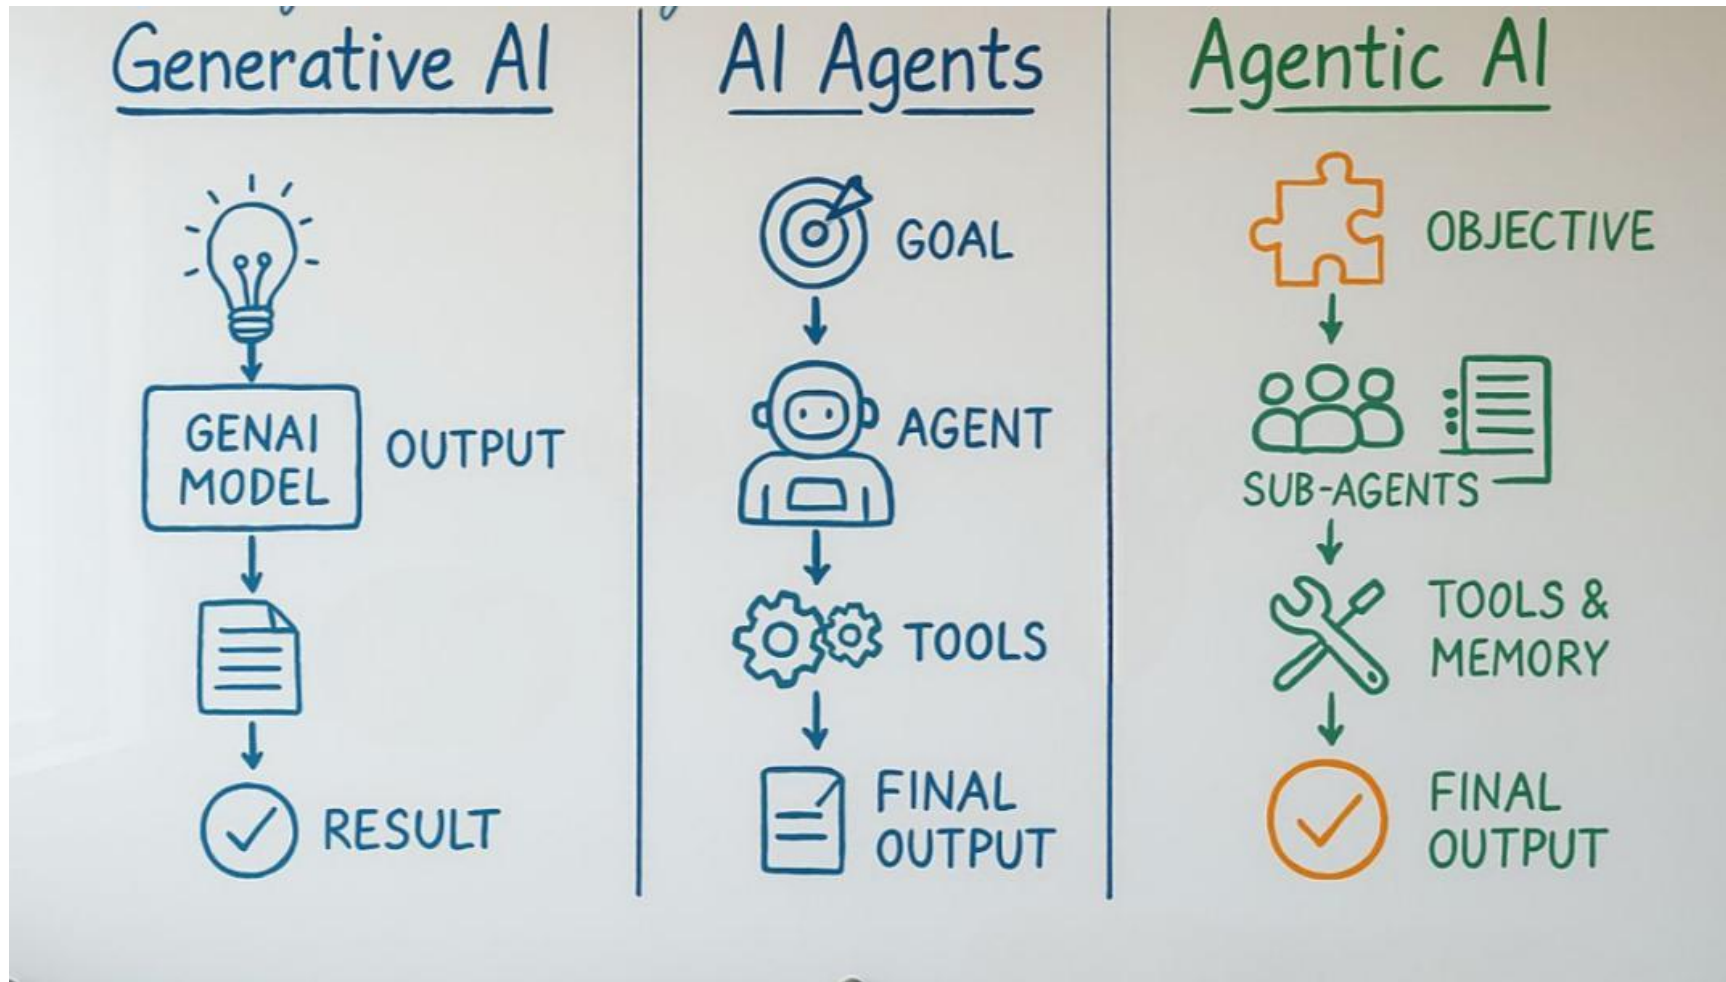 Generative AI
GENAI
MODEL
OUTPUT
RESULT
AI Agents
GOAL
AGENT
TOOLS
FINAL
OUTPUT
Agentic AI
OBJECTIVE
SUB-AGENTS
TOOLS &
MEMORY
FINAL
OUTPUT